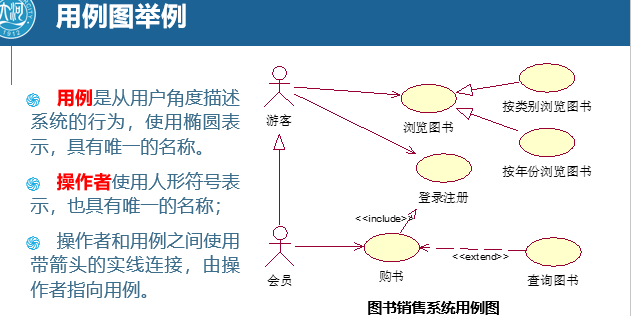 用例图举例
1912
用例是从用户角度描述
系统的行为，使用椭圆表
示，具有唯一的名称。
操作者使用人形符号表
示，也具有唯一的名称；
操作者和用例之间使用
带箭头的实线连接，由操
作者指向用例。
游客
浏览图书
按类别浏览图书
按年份浏览图书
登录注册
<<include>>
会员
购书
<<extend>>
查询图书
图书销售系统用例图